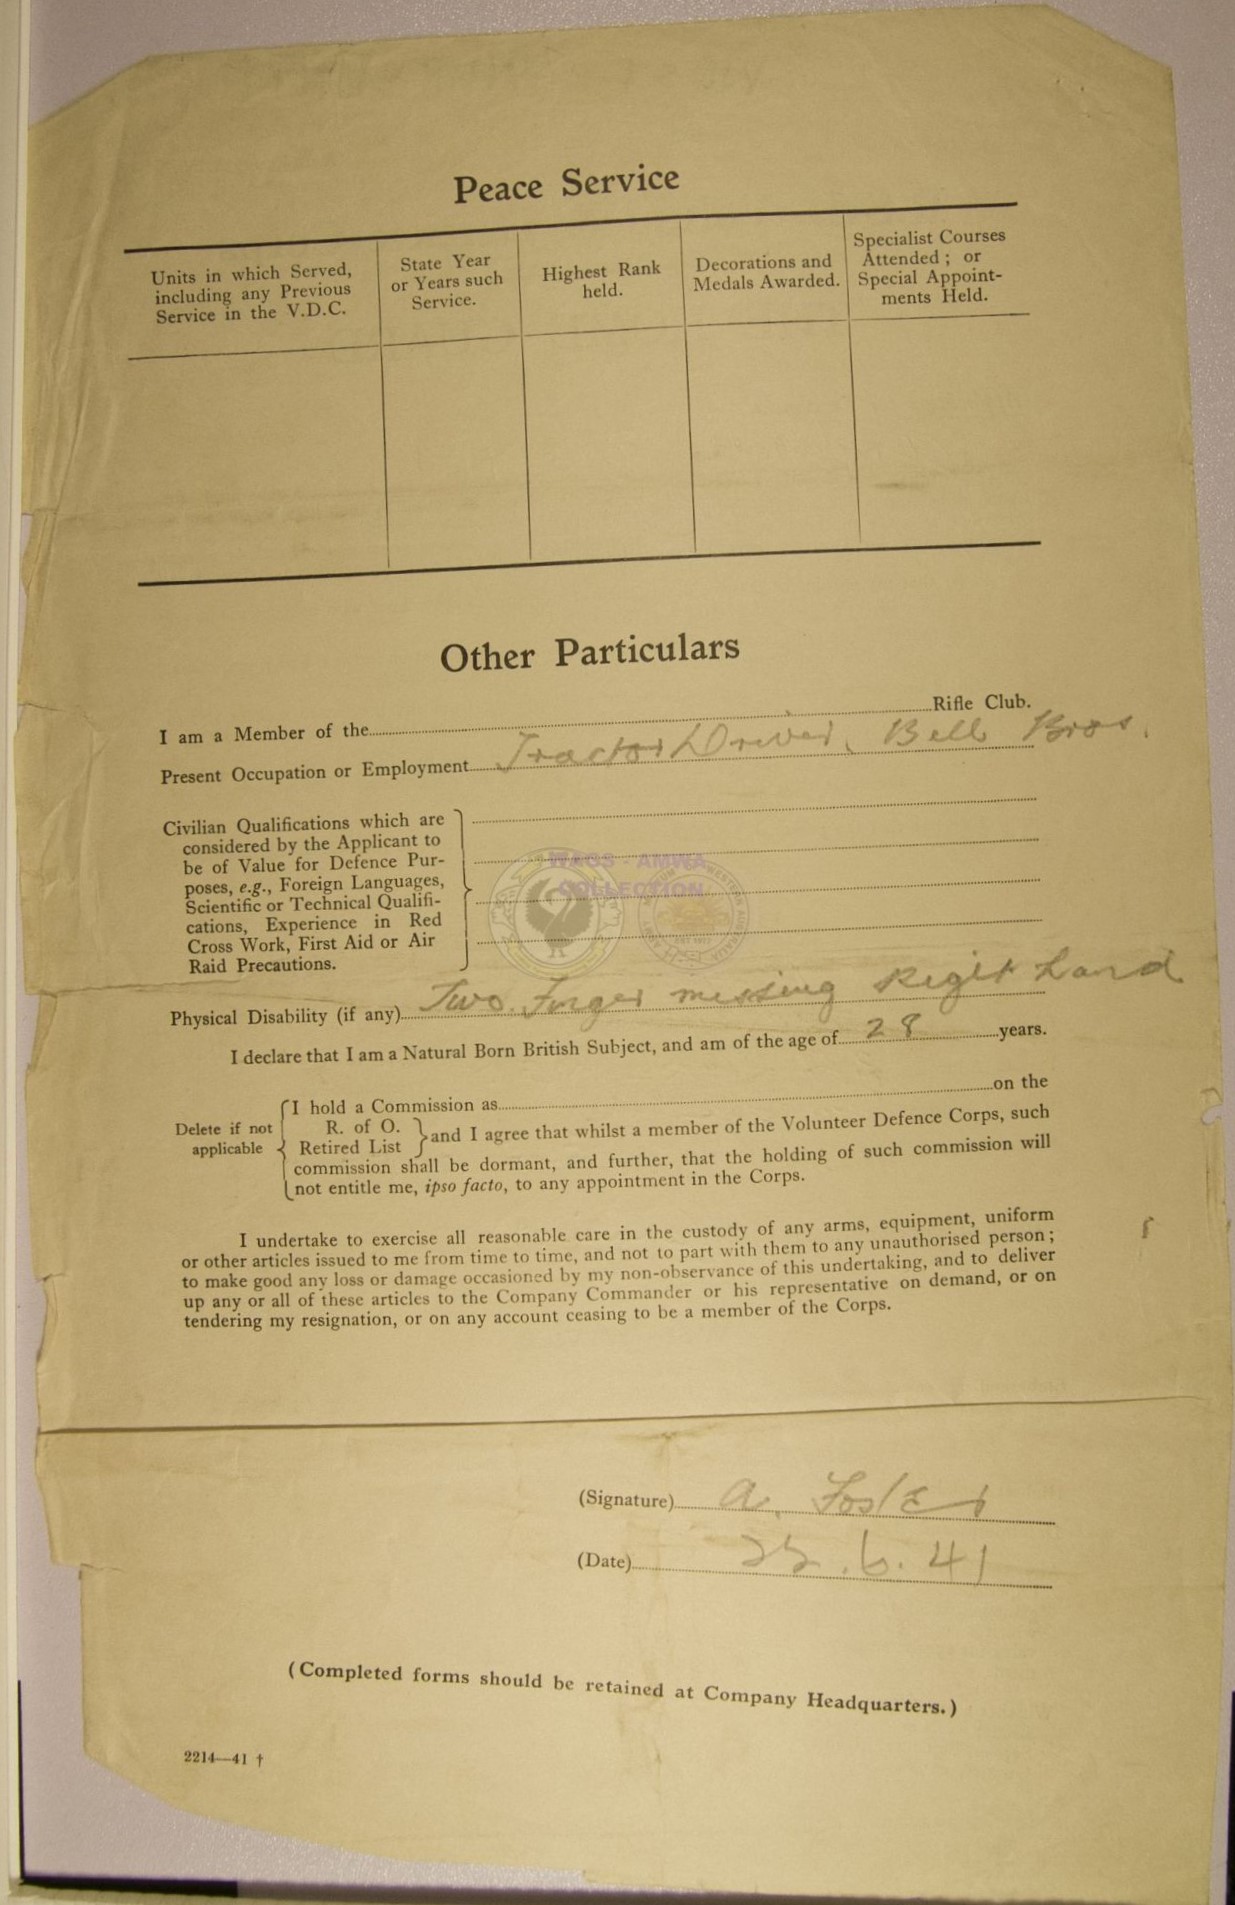 Peace Service
Units in which Served,
including any Previous
Service in the V.D.C.
State Year
or Years such
Service.
Highest Rank
held.
Decorations and
Medals Awarded.
Specialist Courses
Attended ; or
Special Appoint-
ments Held.
Other Particulars
I am a Member of the Rifle Club.
Present Occupation or Employment Tractor Driver, Bell Bros.
Civilian Qualifications which are
considered by the Applicant to
be of Value for Defence Pur-
poses, e.g., Foreign Languages,
Scientific or Technical Qualifi-
cations, Experience in Red
Cross Work, First Aid or Air
Raid Precautions.
WAGS - AMWA
COLLECTION
Physical Disability (if any) Two Finger missing Right hand
I declare that I am a Natural Born British Subject, and am of the age of 28 years.
I hold a Commission as on the
Delete if not
applicable
R. of O.
Retired List
and I agree that whilst a member of the Volunteer Defence Corps, such
commission shall be dormant, and further, that the holding of such commission will
not entitle me, ipso facto, to any appointment in the Corps.
I undertake to exercise all reasonable care in the custody of any arms, equipment, uniform
or other articles issued to me from time to time, and not to part with them to any unauthorised person ;
to make good any loss or damage occasioned by my non-observance of this undertaking, and to deliver
up any or all of these articles to the Company Commander or his representative on demand, or on
tendering my resignation, or on any account ceasing to be a member of the Corps.
(Signature) A. Foster
(Date) .6.41
(Completed forms should be retained at Company Headquarters.)
2214—41 †